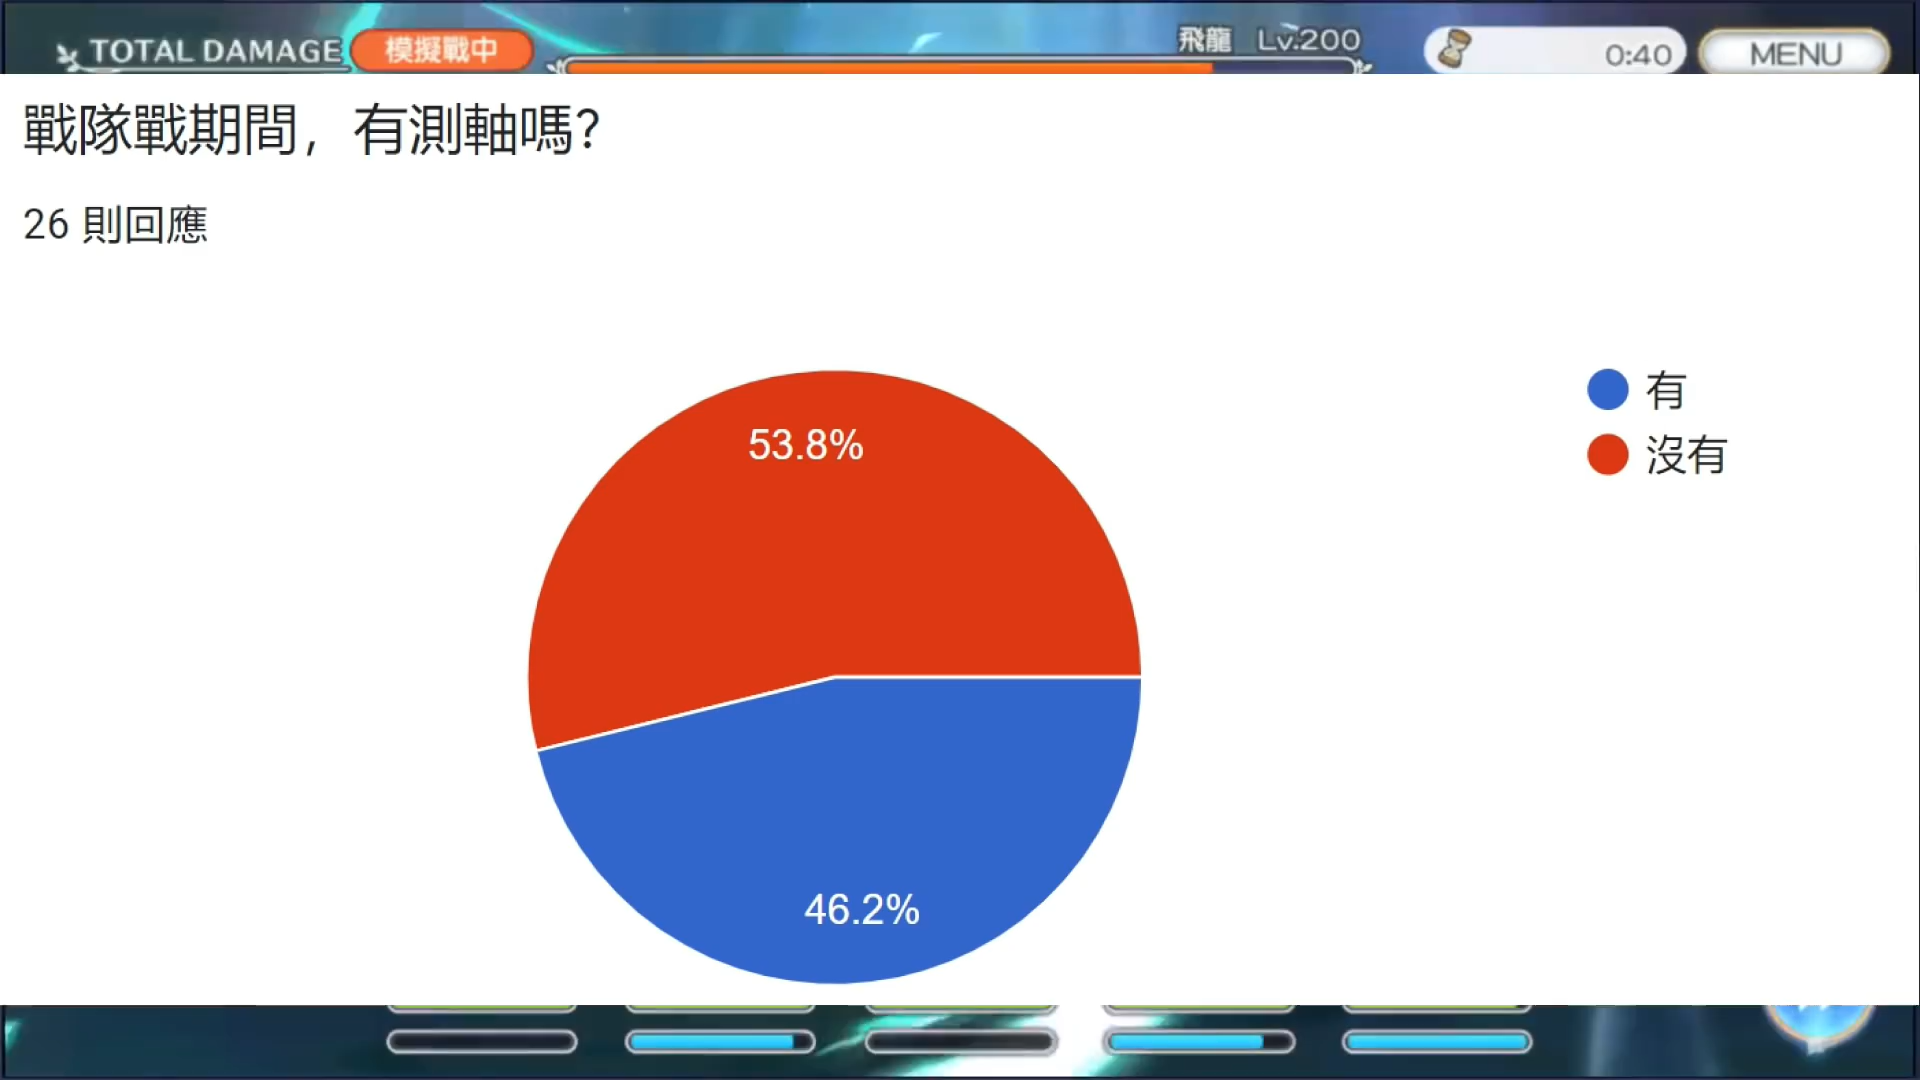 TOTAL DAMAGE 模擬戰中 飛龍 Lv.200 0:40 MENU
戰隊戰期間，有測軸嗎?
26 則回應
有
沒有
53.8%
46.2%